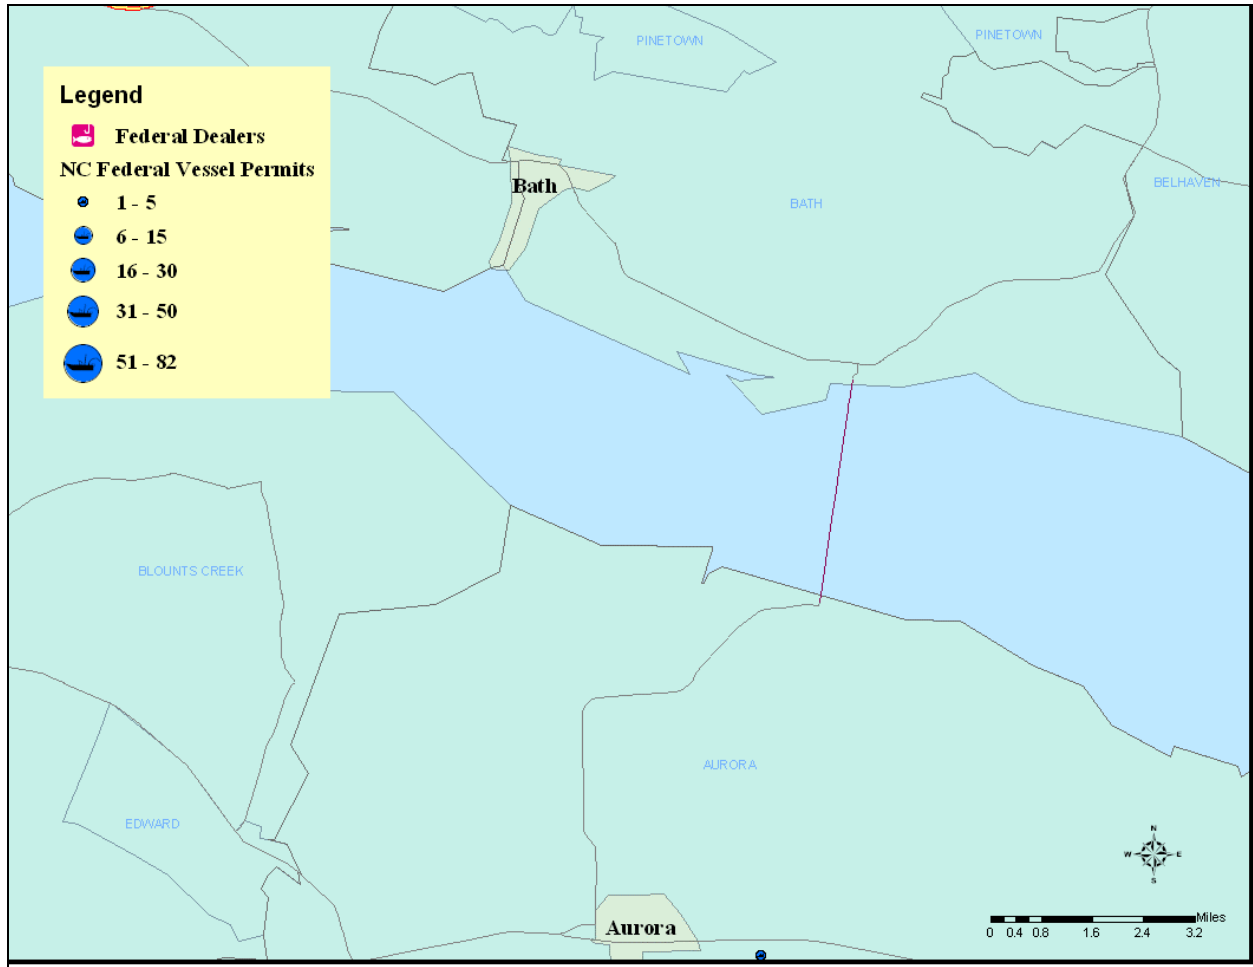 PINETOWN
PINETOWN
Legend
Federal Dealers
NC Federal Vessel Permits
1 - 5
6 - 15
16 - 30
31 - 50
51 - 82
Bath
BELHAVEN
BATH
BLOUNTS CREEK
AURORA
EDWARD
N
W E
S
Aurora
Miles
0 0.4 0.8 1.6 2.4 3.2